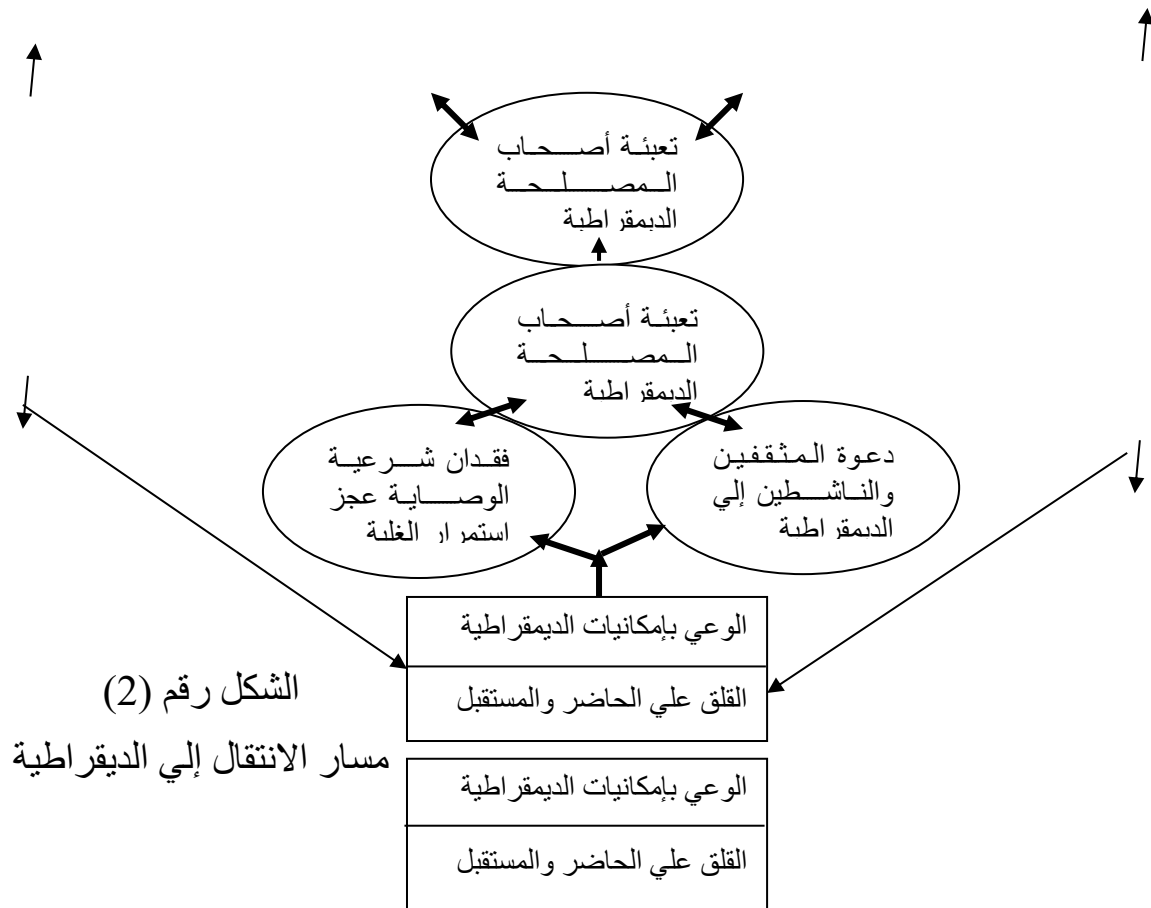 تعبئة أصحاب
المصلحة
الديمقراطية
تعبئة أصحاب
المصلحة
الديمقراطية
دعوة المثقفين
والناشطين إلي
الديمقراطية
فقدان شرعية
الوصاية عجز
استمرار الغلبة
الوعي بإمكانيات الديمقراطية
القلق علي الحاضر والمستقبل
الشكل رقم (2)
مسار الانتقال إلي الديقراطية
الوعي بإمكانيات الديمقراطية
القلق علي الحاضر والمستقبل